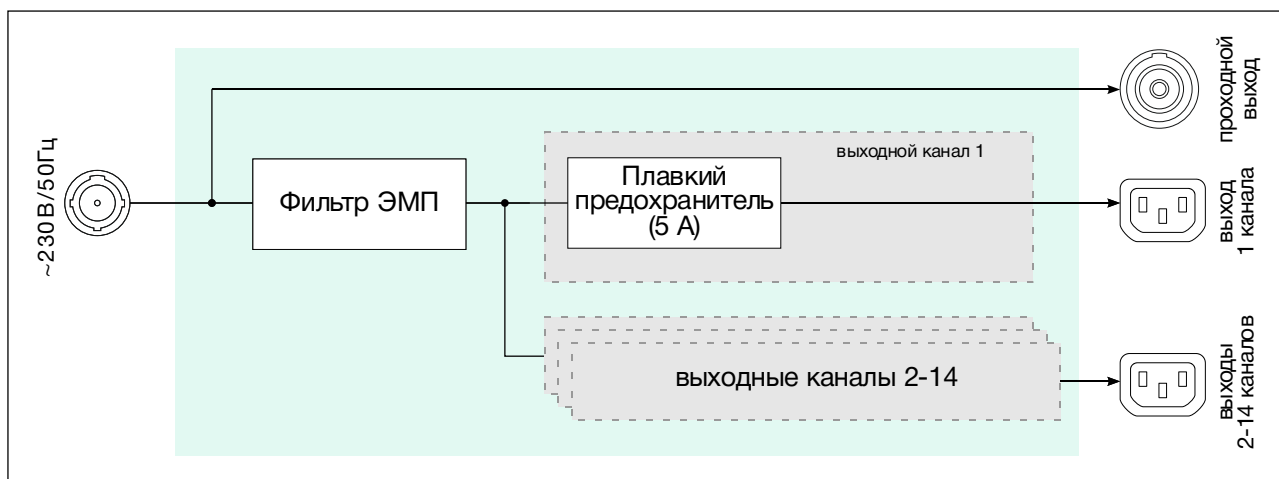 ~230 В/50Гц
Фильтр ЭМП
выходной канал 1
Плавкий
предохранитель
(5 А)
выходные каналы 2-14
проходной
выход
выход
1 канала
выходы
2-14 каналов